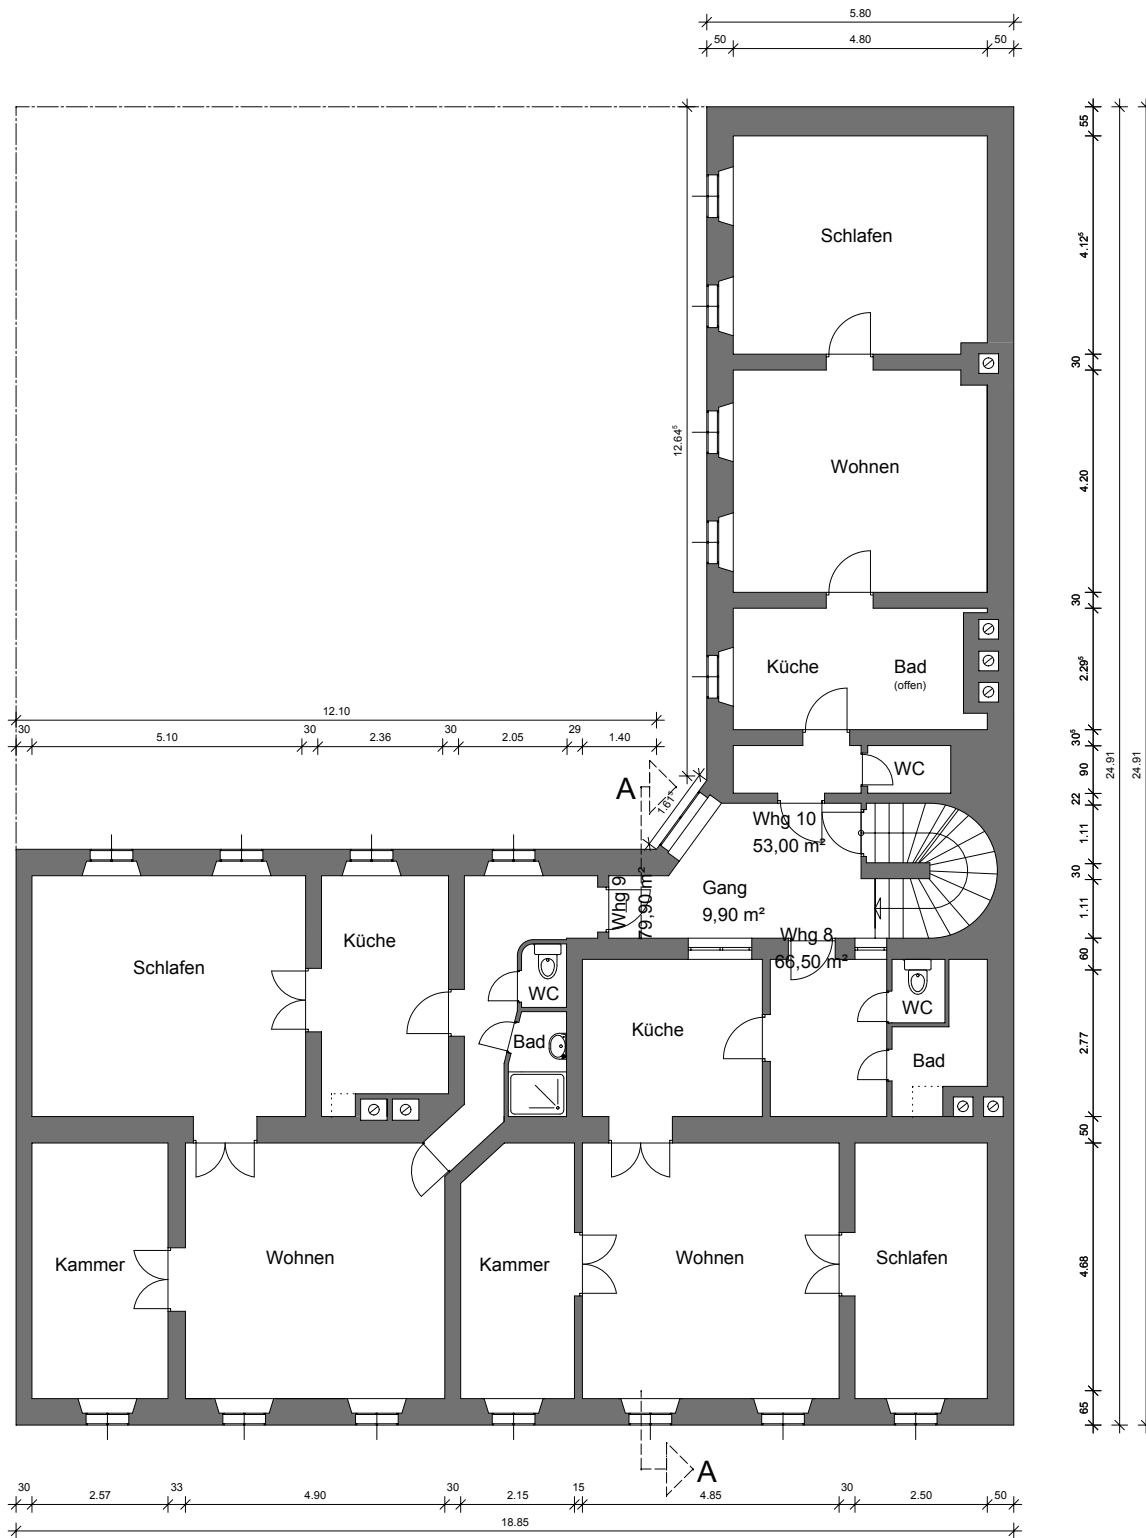 5.80
50 4.80 50
55
Schlafen
4.12⁵
30
12.64⁵
Wohnen
4.20
30
Küche
Bad
(offen)
2.29⁵
12.10
30 5.10 30 2.36 30 2.05 29 1.40
30⁵
24.91
24.91
WC
90
A
1.61⁵
22
Whg 10
53,00 m²
1.11
30
Whg 9
79,90 m²
Gang
9,90 m²
1.11
Whg 8
66,50 m²
60
Schlafen
Küche
WC
WC
Küche
Bad
Bad
2.77
50
Kammer
Wohnen
Kammer
Wohnen
Schlafen
4.68
65
A
30 2.57 33 4.90 30 2.15 15 4.85 30 2.50 50
18.85